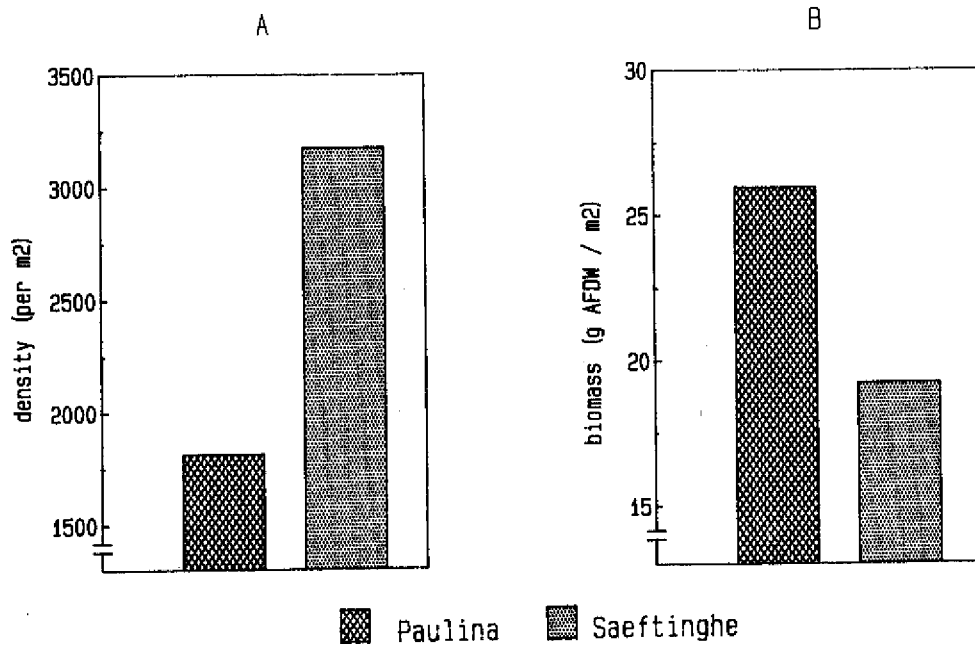 A
3500
3000
2500
2000
1500
density (per m2)
B
30
25
20
15
biomass (g AFDW / m2)
Paulina
Saeftinghe